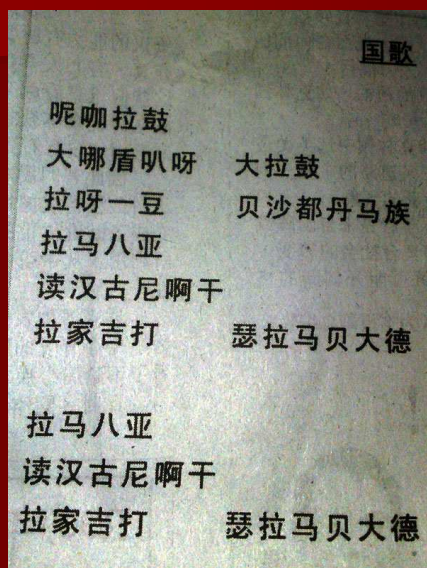 国歌
呢咖拉鼓
大哪盾叭呀 大拉鼓
拉呀一豆 贝沙都丹马族
拉马八亚
读汉古尼啊干
拉家吉打 瑟拉马贝大德
拉马八亚
读汉古尼啊干
拉家吉打 瑟拉马贝大德